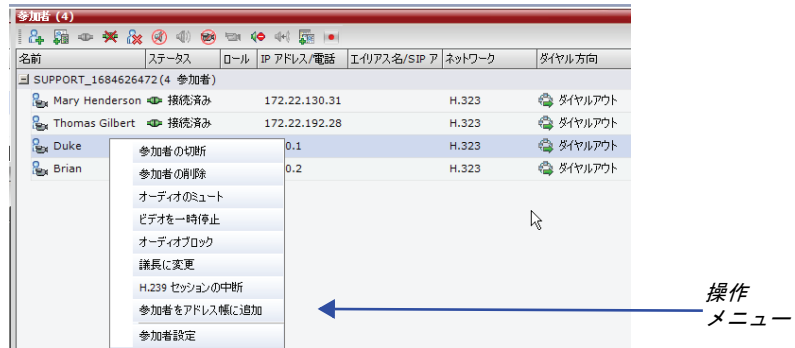 参加者 (4)
名前 ステータス ロール IP アドレス/電話 エイリアス名/SIP ア ネットワーク ダイヤル方向
SUPPORT_1684626472(4 参加者)
Mary Henderson 接続済み 172.22.130.31 H.323 ダイヤルアウト
Thomas Gilbert 接続済み 172.22.192.28 H.323 ダイヤルアウト
Duke 0.1 H.323 ダイヤルアウト
Brian 0.2 H.323 ダイヤルアウト
参加者の切断
参加者の削除
オーディオのミュート
ビデオを一時停止
オーディオブロック
議長に変更
H.239 セッションの中断
参加者をアドレス帳に追加
参加者設定
操作
メニュー